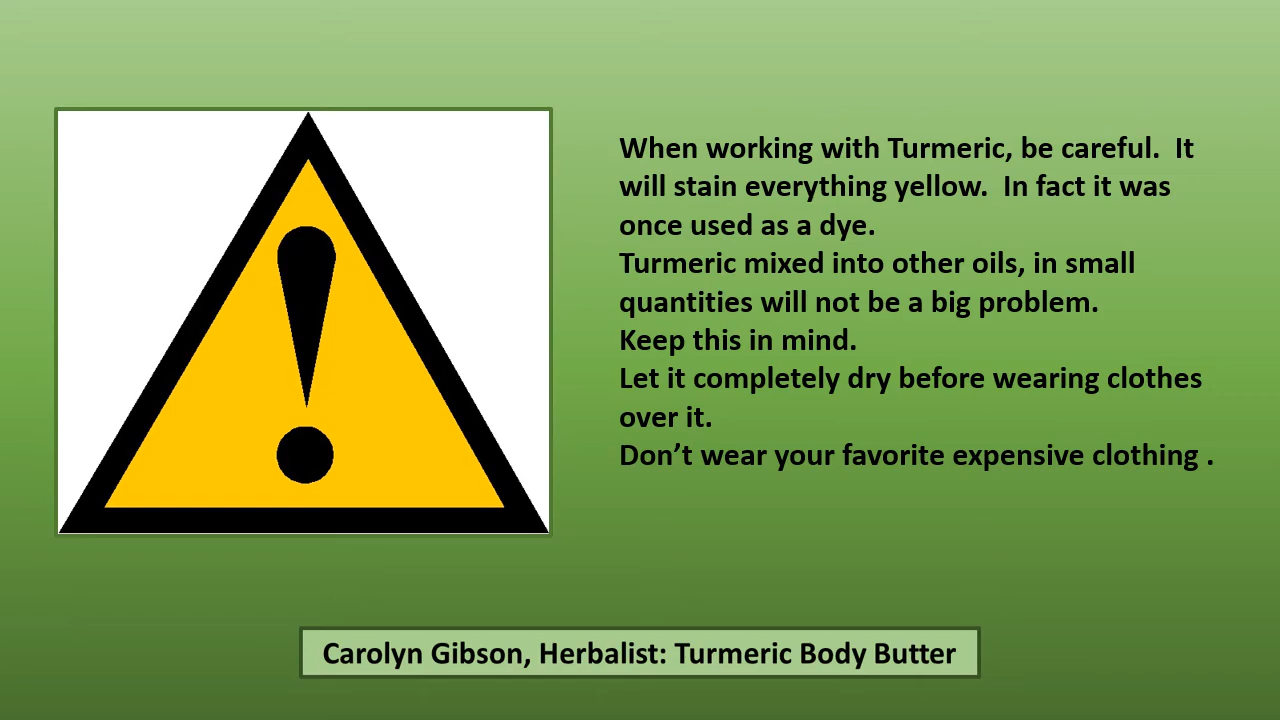 When working with Turmeric, be careful.  It
will stain everything yellow.  In fact it was
once used as a dye.
Turmeric mixed into other oils, in small
quantities will not be a big problem.
Keep this in mind.
Let it completely dry before wearing clothes
over it.
Don’t wear your favorite expensive clothing .
Carolyn Gibson, Herbalist: Turmeric Body Butter